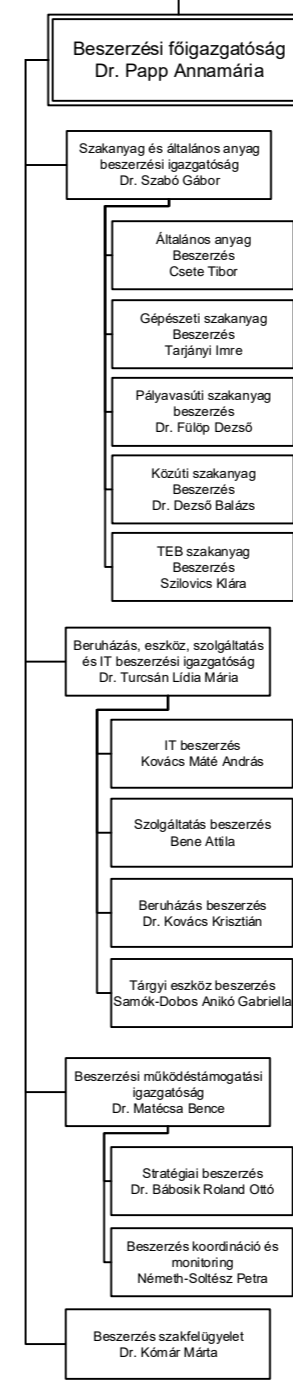 Beszerzési főigazgatóság
Dr. Papp Annamária
Szakanyag és általános anyag
beszerzési igazgatóság
Dr. Szabó Gábor
Általános anyag
Beszerzés
Csete Tibor
Gépészeti szakanyag
Beszerzés
Tarjányi Imre
Pályavasúti szakanyag
beszerzés
Dr. Fülöp Dezső
Közúti szakanyag
Beszerzés
Dr. Dezső Balázs
TEB szakanyag
Beszerzés
Szilovics Klára
Beruházás, eszköz, szolgáltatás
és IT beszerzési igazgatóság
Dr. Turcsán Lídia Mária
IT beszerzés
Kovács Máté András
Szolgáltatás beszerzés
Bene Attila
Beruházás beszerzés
Dr. Kovács Krisztián
Tárgyi eszköz beszerzés
Samók-Dobos Anikó Gabriella
Beszerzési működéstámogatási
igazgatóság
Dr. Matécsa Bence
Stratégiai beszerzés
Dr. Bábosik Roland Ottó
Beszerzés koordináció és
monitoring
Németh-Soltész Petra
Beszerzés szakfelügyelet
Dr. Kómár Márta